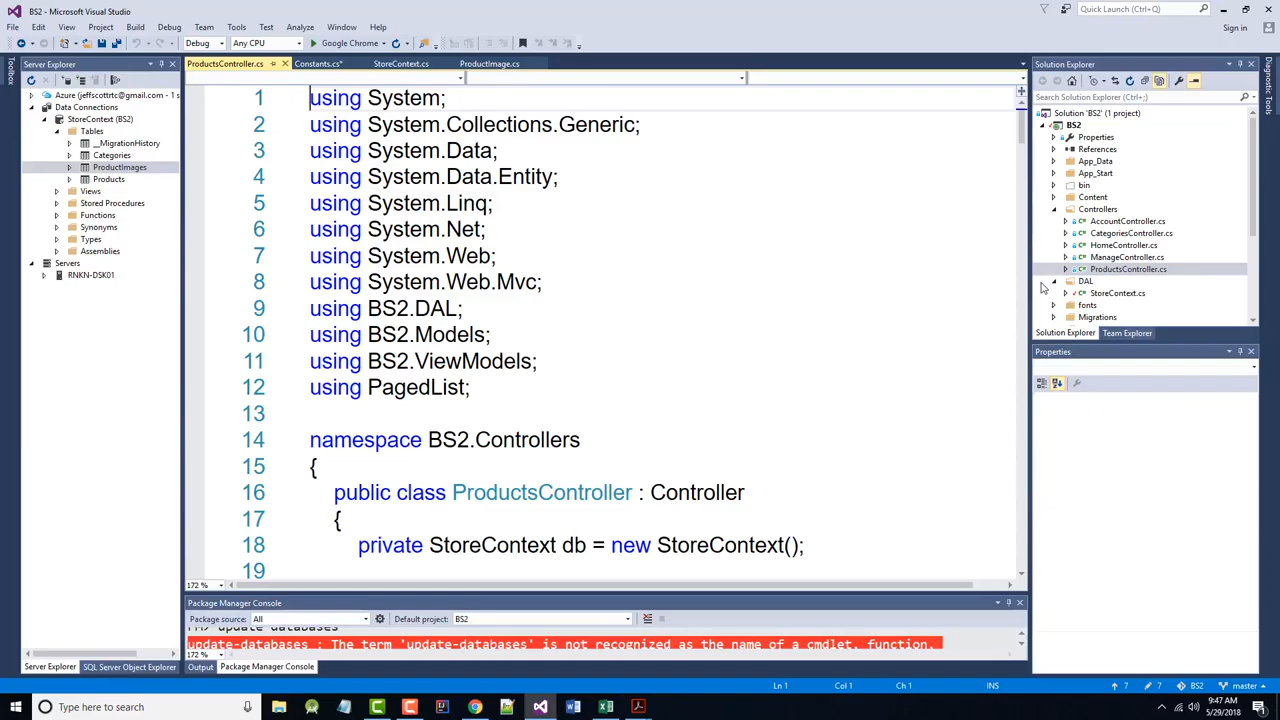 BS2 - Microsoft Visual Studio
Quick Launch (Ctrl+Q)
File Edit View Project Build Debug Team Tools Test Analyze Window Help
Sign in
Debug Any CPU Google Chrome
Server Explorer
Azure (jeffscottrtc@gmail.com - 1 s
Data Connections
StoreContext (BS2)
Tables
__MigrationHistory
Categories
ProductImages
Products
Views
Stored Procedures
Functions
Synonyms
Types
Assemblies
Servers
RNKN-DSK01
Toolbox
ProductsController.cs Constants.cs* StoreContext.cs ProductImage.cs
1 using System;
2 using System.Collections.Generic;
3 using System.Data;
4 using System.Data.Entity;
5 using System.Linq;
6 using System.Net;
7 using System.Web;
8 using System.Web.Mvc;
9 using BS2.DAL;
10 using BS2.Models;
11 using BS2.ViewModels;
12 using PagedList;
13
14 namespace BS2.Controllers
15 {
16 public class ProductsController : Controller
17 {
18 private StoreContext db = new StoreContext();
19
172 %
Package Manager Console
Package source: All Default project: BS2
update-databases : The term 'update-databases' is not recognized as the name of a cmdlet, function,
172 %
Server Explorer SQL Server Object Explorer Output Package Manager Console
Solution Explorer
Search Solution Explorer (Ctrl+;)
Solution 'BS2' (1 project)
BS2
Properties
References
App_Data
App_Start
bin
Content
Controllers
AccountController.cs
CategoriesController.cs
HomeController.cs
ManageController.cs
ProductsController.cs
DAL
StoreContext.cs
fonts
Migrations
Solution Explorer Team Explorer
Properties
Diagnostic Tools
Ln 1 Col 1 Ch 1 INS 7 7 BS2 master
Type here to search
9:47 AM
5/29/2018